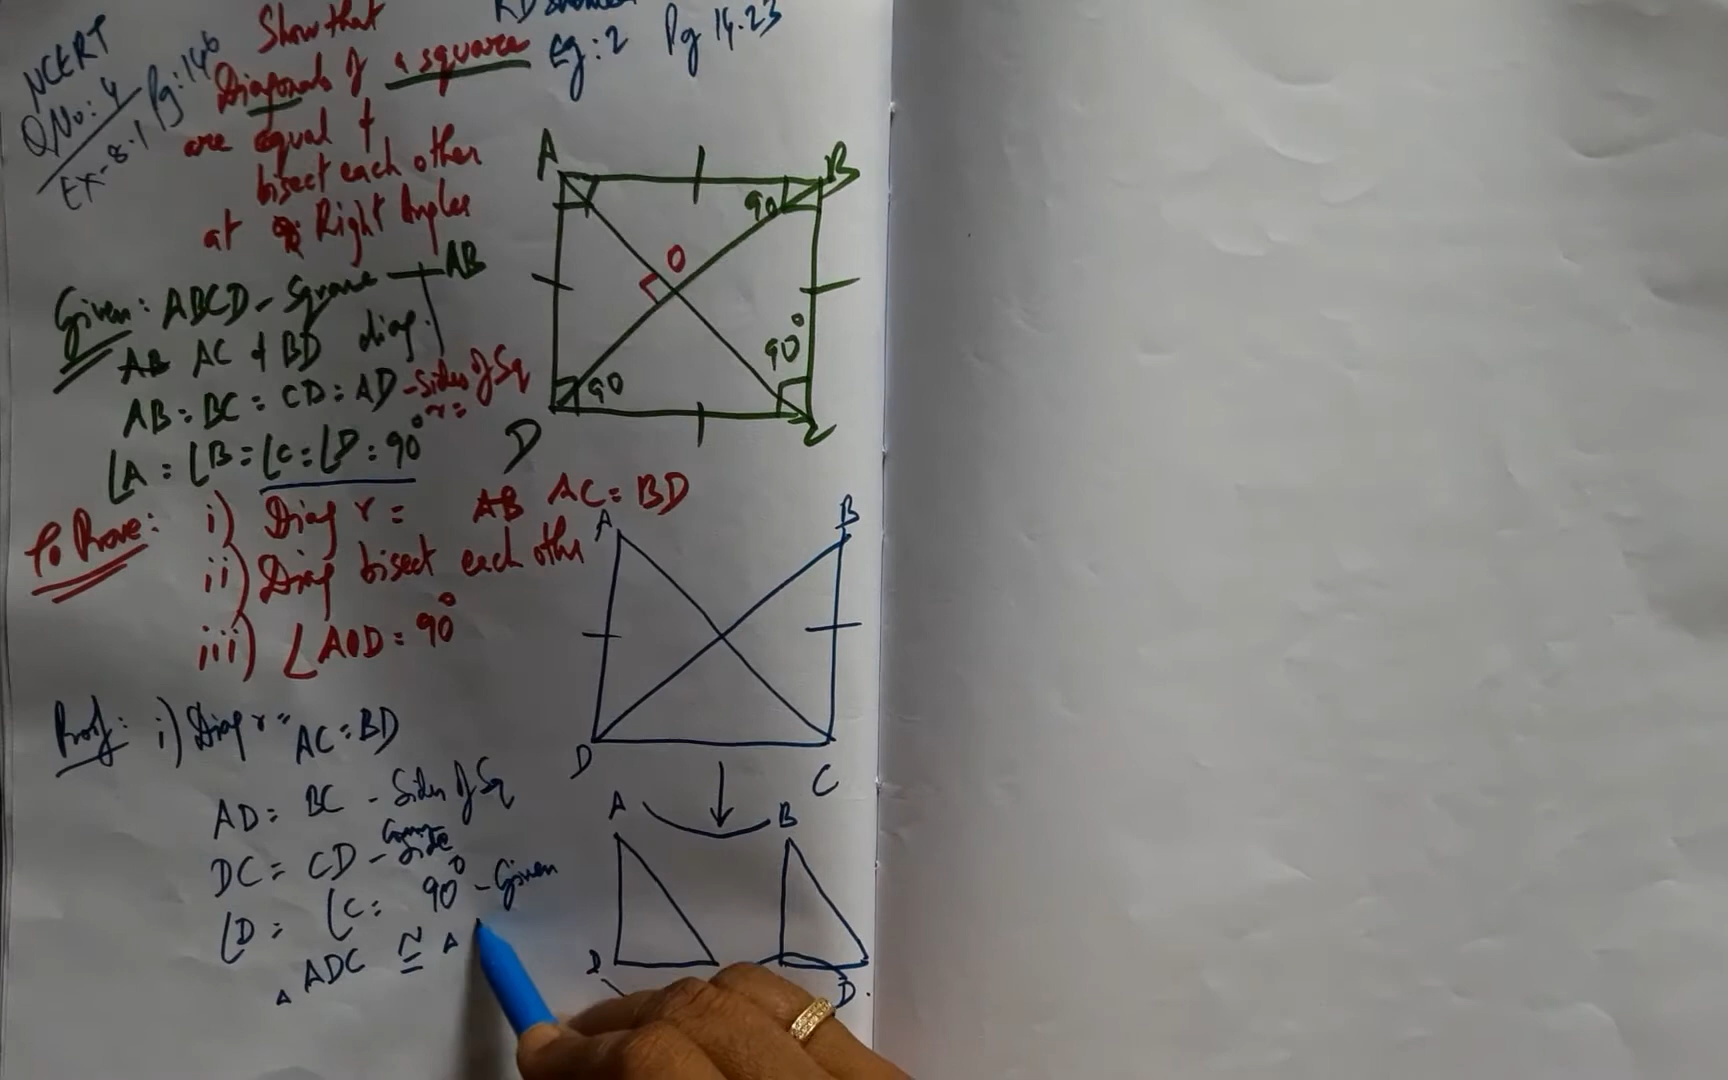 NCERT
Q No: 4 Pg: 146
Ex-8.1
Show that
Diagonals of a square
are equal &
bisect each other
at Right Angles
Eg: 2 Pg 14.23
Given: ABCD - Square
AC & BD diag.
AB
AB = BC = CD = AD - Sides of Sq
∠A = ∠B = ∠C = ∠D = 90°
r =
A
B
90
O
90°
90
D
C
To Prove: i) Diag r = AB AC = BD
ii) Diag bisect each other
iii) ∠AOD = 90°
A
B
D
C
Proof: i) Diag r = AC = BD
AD = BC - Sides of Sq
DC = CD - Common Side
∠D = ∠C = 90° - Given
△ ADC ≅ △
A
B
D
D.